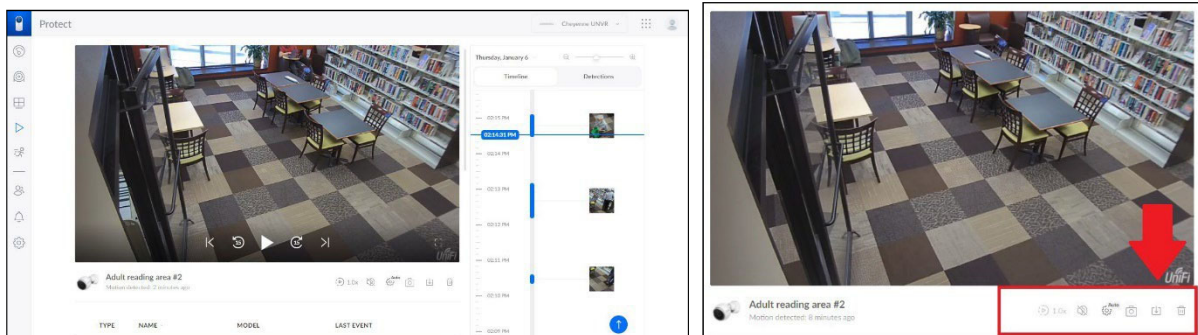 Protect
Cheyenne UNVR
Thursday, January 6
Timeline
Detections
02:15 PM
02:14:31 PM
02:14 PM
02:13 PM
02:12 PM
02:11 PM
02:10 PM
02:09 PM
15
15
UniFi
Adult reading area #2
Motion detected: 2 minutes ago
1.0x
Auto
TYPE NAME MODEL LAST EVENT
UniFi
Adult reading area #2
Motion detected: 8 minutes ago
1.0x
Auto